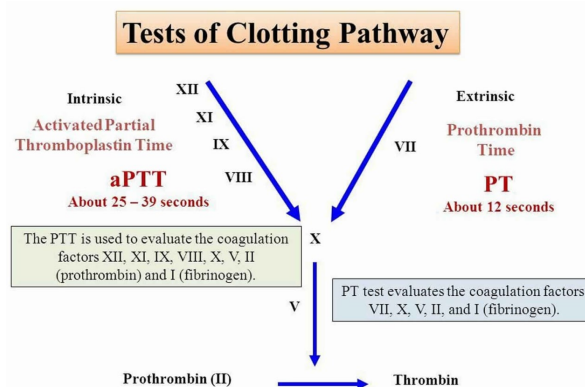 Tests of Clotting Pathway
Intrinsic
Activated Partial
Thromboplastin Time
aPTT
About 25 – 39 seconds
XII
XI
IX
VIII
Extrinsic
Prothrombin
Time
PT
About 12 seconds
VII
The PTT is used to evaluate the coagulation
factors XII, XI, IX, VIII, X, V, II
(prothrombin) and I (fibrinogen).
X
V
PT test evaluates the coagulation factors
VII, X, V, II, and I (fibrinogen).
Prothrombin (II)
Thrombin